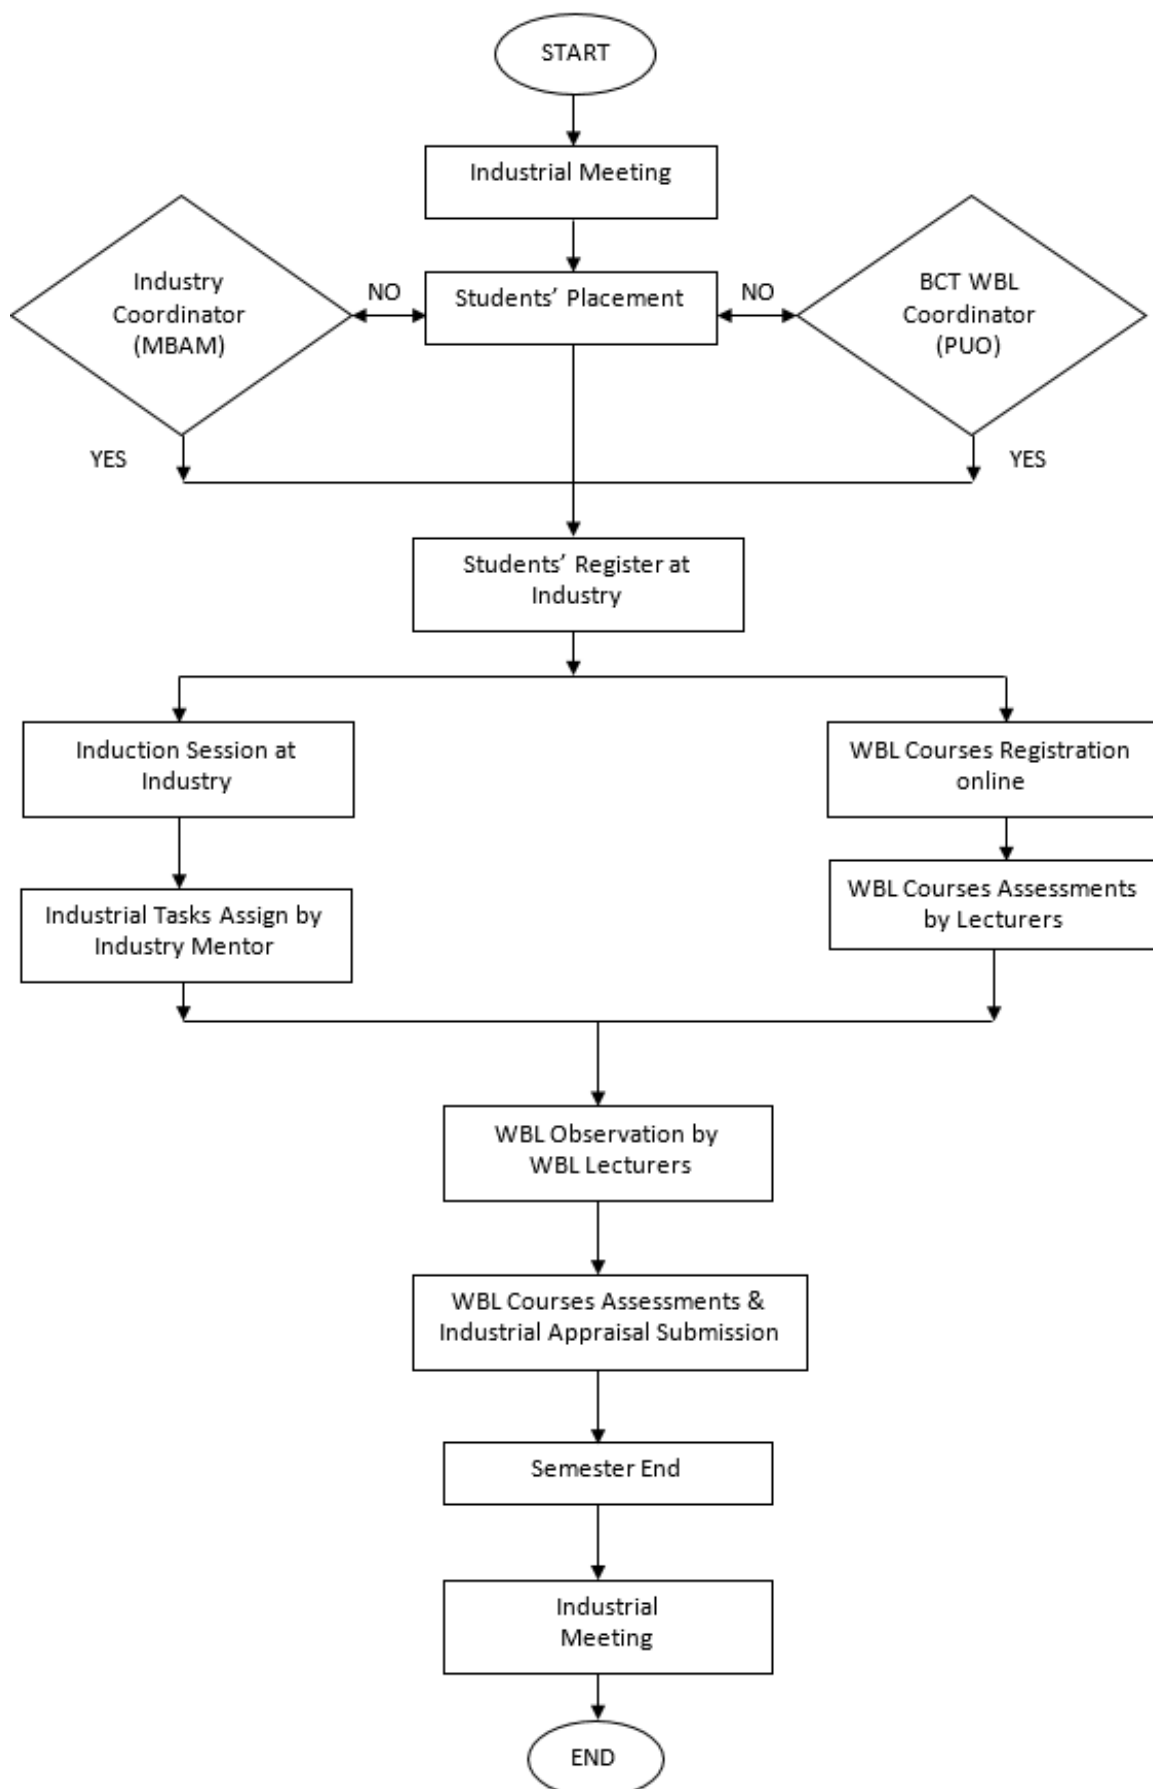 START
Industrial Meeting
Industry
Coordinator
(MBAM)
NO
Students’ Placement
NO
BCT WBL
Coordinator
(PUO)
YES
YES
Students’ Register at
Industry
Induction Session at
Industry
WBL Courses Registration
online
Industrial Tasks Assign by
Industry Mentor
WBL Courses Assessments
by Lecturers
WBL Observation by
WBL Lecturers
WBL Courses Assessments &
Industrial Appraisal Submission
Semester End
Industrial
Meeting
END